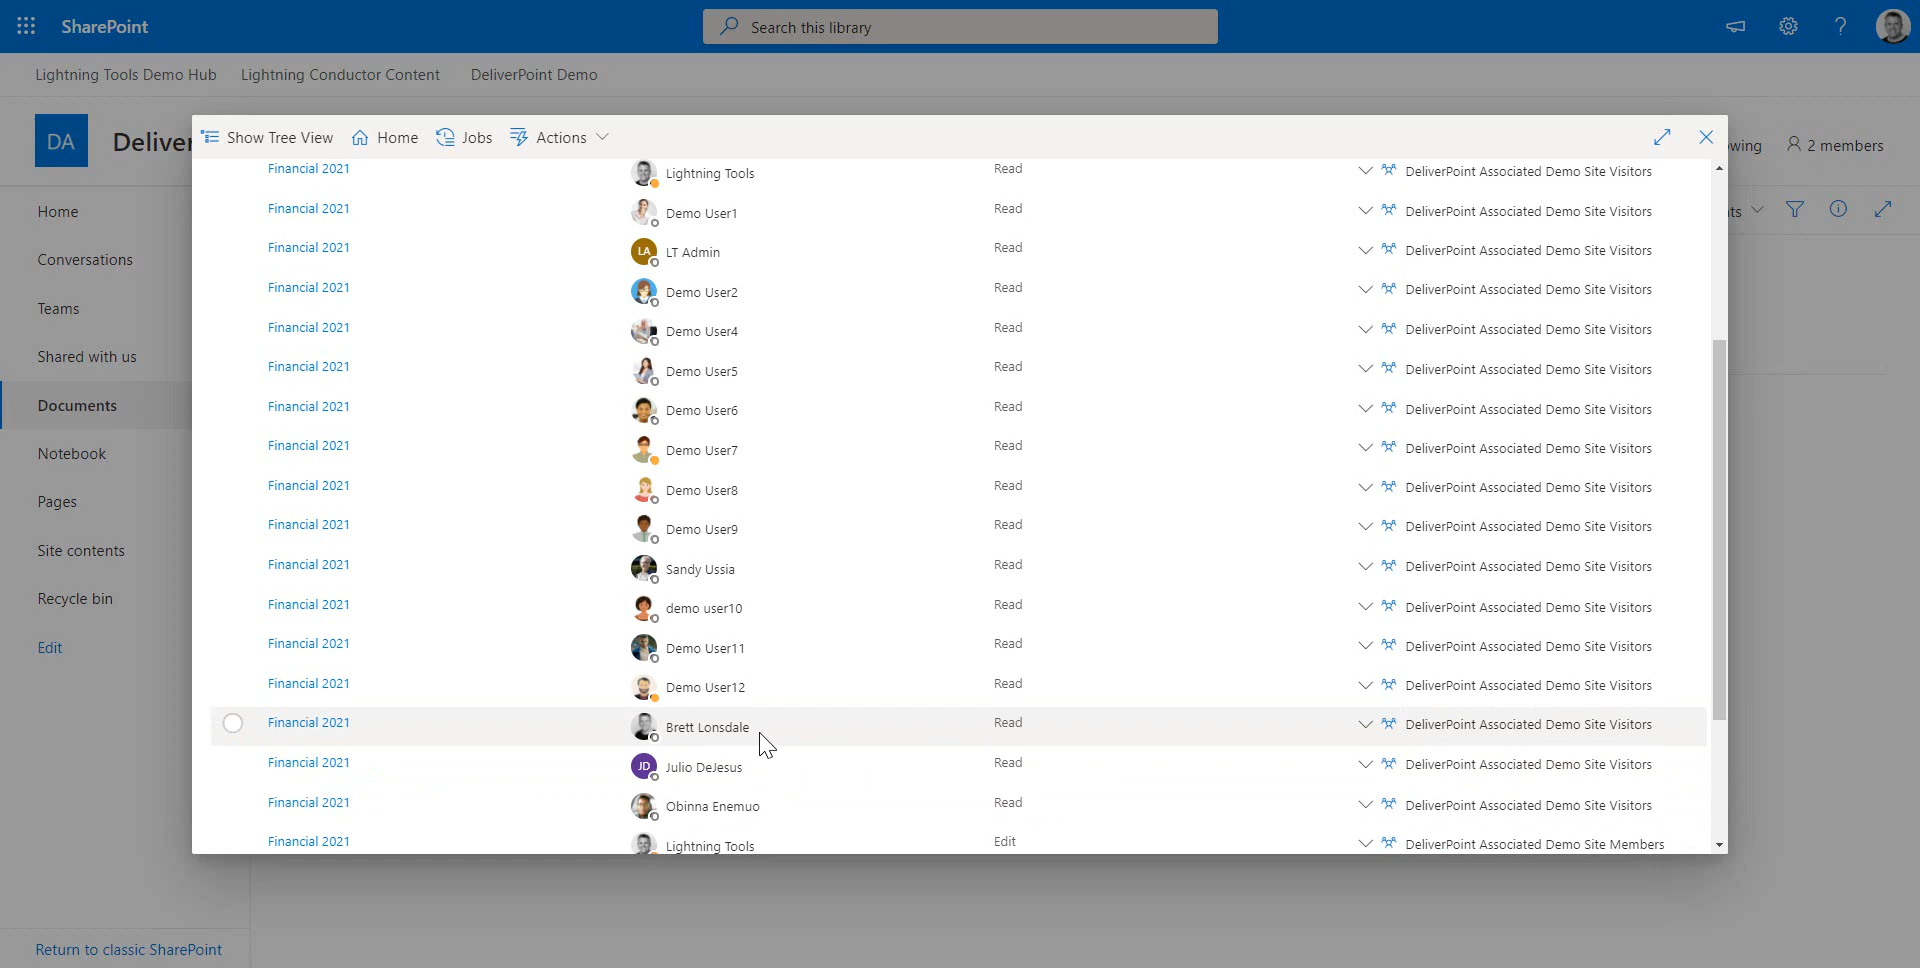 SharePoint
Search this library
Lightning Tools Demo Hub Lightning Conductor Content DeliverPoint Demo
DA Deliver
wing 2 members
Show Tree View Home Jobs Actions
Home
Conversations
Teams
Shared with us
Documents
Notebook
Pages
Site contents
Recycle bin
Edit
Return to classic SharePoint
ts
Financial 2021 Lightning Tools Read DeliverPoint Associated Demo Site Visitors
Financial 2021 Demo User1 Read DeliverPoint Associated Demo Site Visitors
Financial 2021 LA LT Admin Read DeliverPoint Associated Demo Site Visitors
Financial 2021 Demo User2 Read DeliverPoint Associated Demo Site Visitors
Financial 2021 Demo User4 Read DeliverPoint Associated Demo Site Visitors
Financial 2021 Demo User5 Read DeliverPoint Associated Demo Site Visitors
Financial 2021 Demo User6 Read DeliverPoint Associated Demo Site Visitors
Financial 2021 Demo User7 Read DeliverPoint Associated Demo Site Visitors
Financial 2021 Demo User8 Read DeliverPoint Associated Demo Site Visitors
Financial 2021 Demo User9 Read DeliverPoint Associated Demo Site Visitors
Financial 2021 Sandy Ussia Read DeliverPoint Associated Demo Site Visitors
Financial 2021 demo user10 Read DeliverPoint Associated Demo Site Visitors
Financial 2021 Demo User11 Read DeliverPoint Associated Demo Site Visitors
Financial 2021 Demo User12 Read DeliverPoint Associated Demo Site Visitors
Financial 2021 Brett Lonsdale Read DeliverPoint Associated Demo Site Visitors
Financial 2021 JD Julio DeJesus Read DeliverPoint Associated Demo Site Visitors
Financial 2021 Obinna Enemuo Read DeliverPoint Associated Demo Site Visitors
Financial 2021 Lightning Tools Edit DeliverPoint Associated Demo Site Members